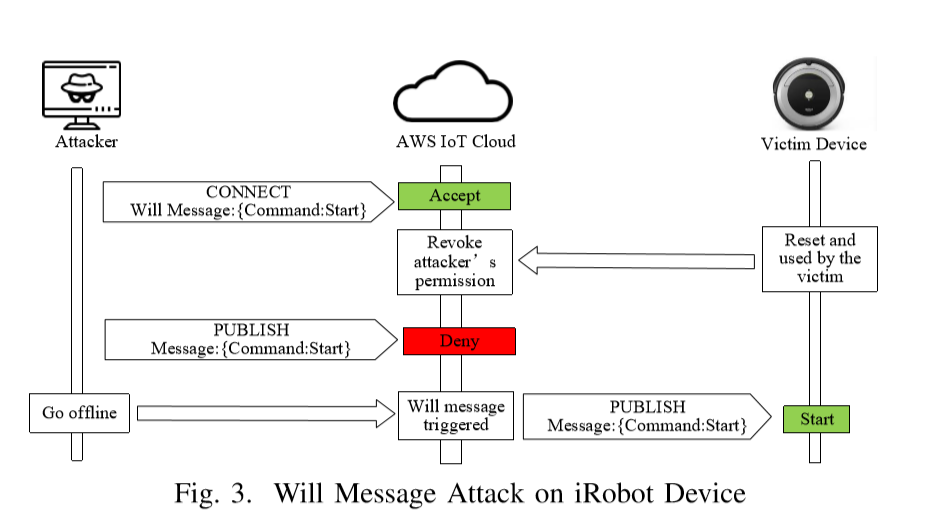 Attacker
AWS IoT Cloud
Victim Device
CONNECT
Will Message:{Command:Start}
Accept
Revoke
attacker’s
permission
Reset and
used by the
victim
PUBLISH
Message:{Command:Start}
Deny
Go offline
Will message
triggered
PUBLISH
Message:{Command:Start}
Start
Fig. 3. Will Message Attack on iRobot Device